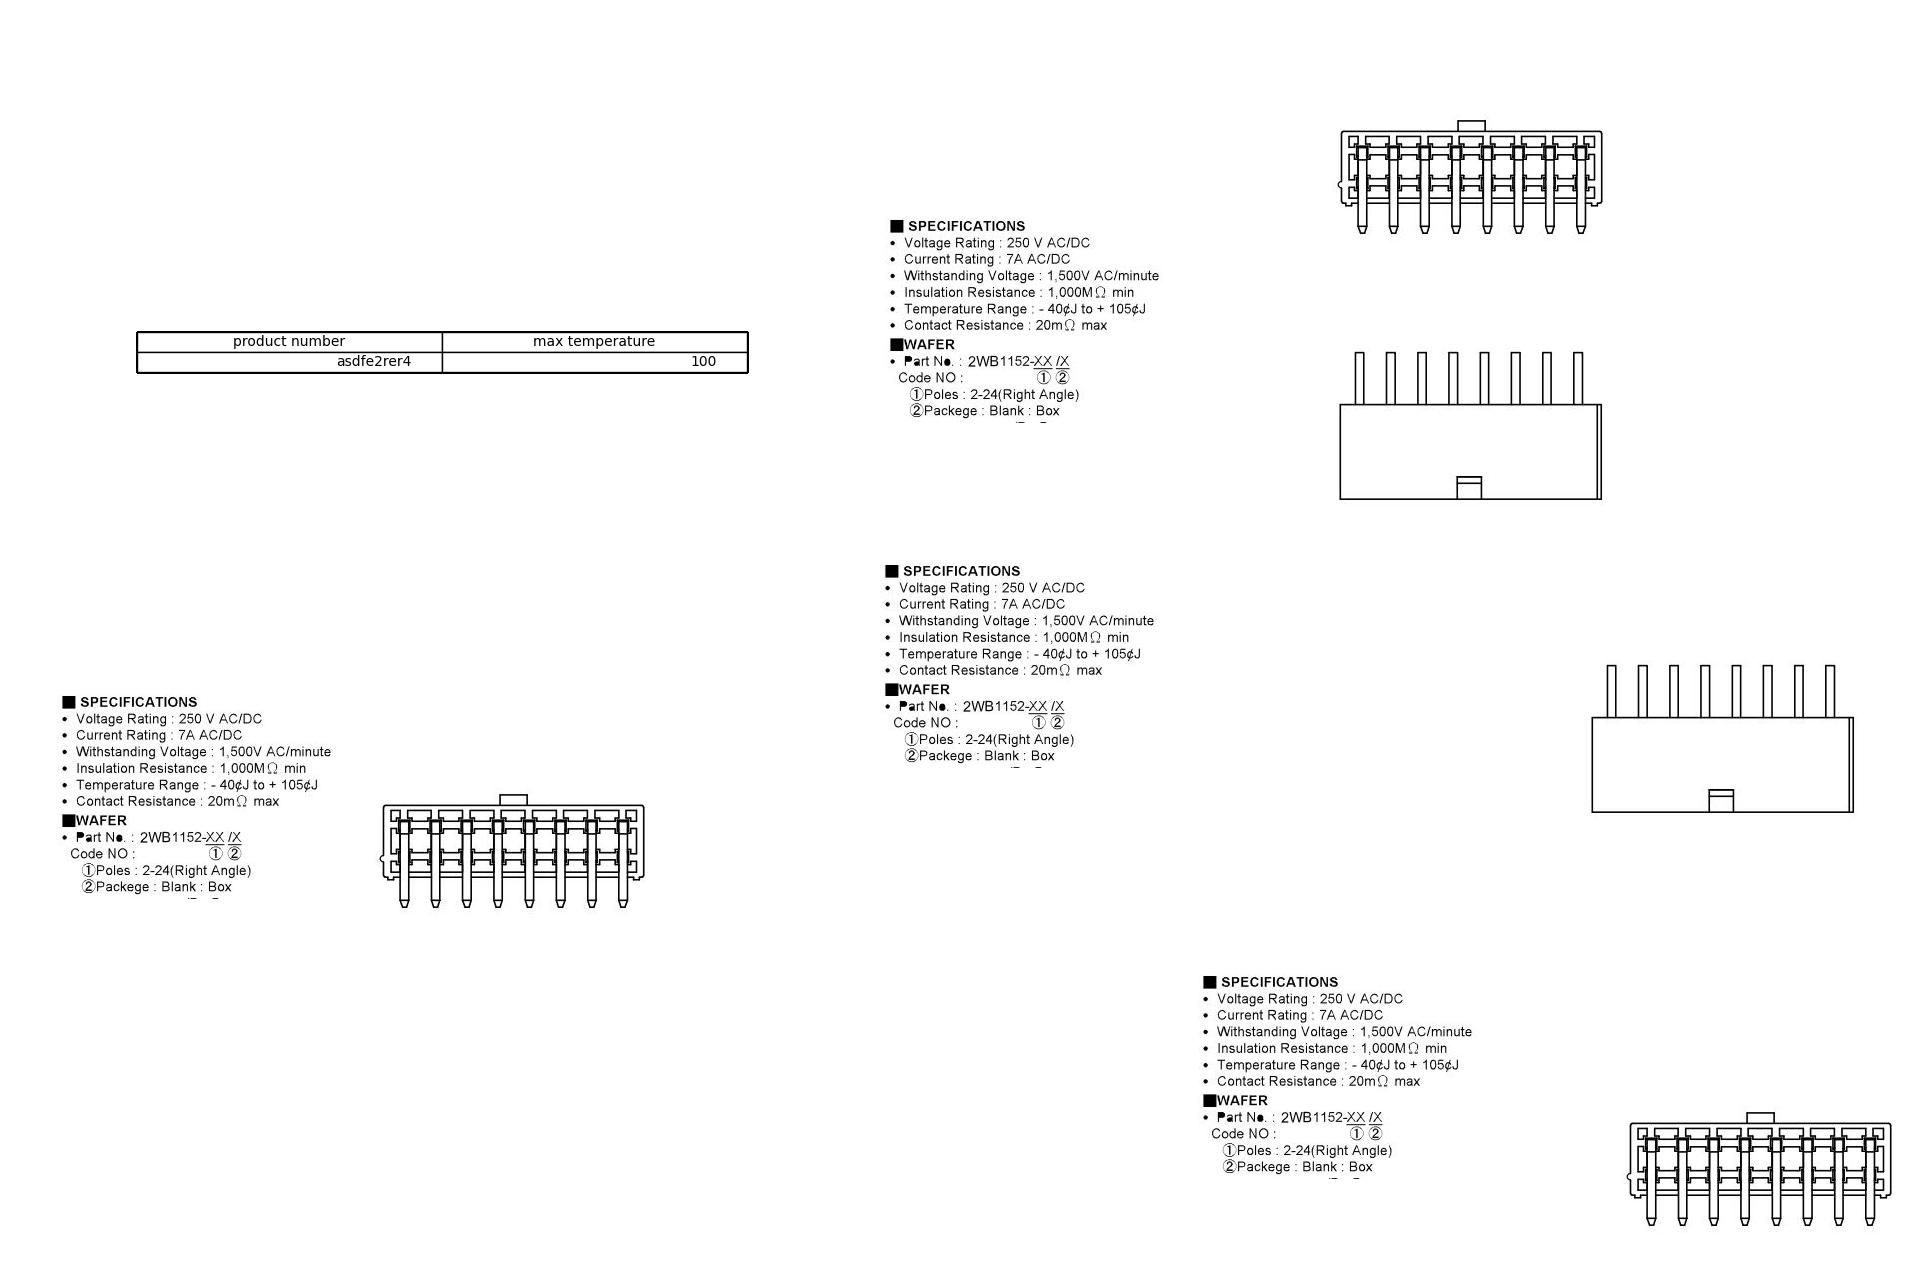 product number max temperature
asdfe2rer4 100
■ SPECIFICATIONS
• Voltage Rating : 250 V AC/DC
• Current Rating : 7A AC/DC
• Withstanding Voltage : 1,500V AC/minute
• Insulation Resistance : 1,000MΩ min
• Temperature Range : - 40¢J to + 105¢J
• Contact Resistance : 20mΩ max
■WAFER
• Part No. : 2WB1152-XX /X
Code NO : ① ②
①Poles : 2-24(Right Angle)
②Packege : Blank : Box
■ SPECIFICATIONS
• Voltage Rating : 250 V AC/DC
• Current Rating : 7A AC/DC
• Withstanding Voltage : 1,500V AC/minute
• Insulation Resistance : 1,000MΩ min
• Temperature Range : - 40¢J to + 105¢J
• Contact Resistance : 20mΩ max
■WAFER
• Part No. : 2WB1152-XX /X
Code NO : ① ②
①Poles : 2-24(Right Angle)
②Packege : Blank : Box
■ SPECIFICATIONS
• Voltage Rating : 250 V AC/DC
• Current Rating : 7A AC/DC
• Withstanding Voltage : 1,500V AC/minute
• Insulation Resistance : 1,000MΩ min
• Temperature Range : - 40¢J to + 105¢J
• Contact Resistance : 20mΩ max
■WAFER
• Part No. : 2WB1152-XX /X
Code NO : ① ②
①Poles : 2-24(Right Angle)
②Packege : Blank : Box
■ SPECIFICATIONS
• Voltage Rating : 250 V AC/DC
• Current Rating : 7A AC/DC
• Withstanding Voltage : 1,500V AC/minute
• Insulation Resistance : 1,000MΩ min
• Temperature Range : - 40¢J to + 105¢J
• Contact Resistance : 20mΩ max
■WAFER
• Part No. : 2WB1152-XX /X
Code NO : ① ②
①Poles : 2-24(Right Angle)
②Packege : Blank : Box